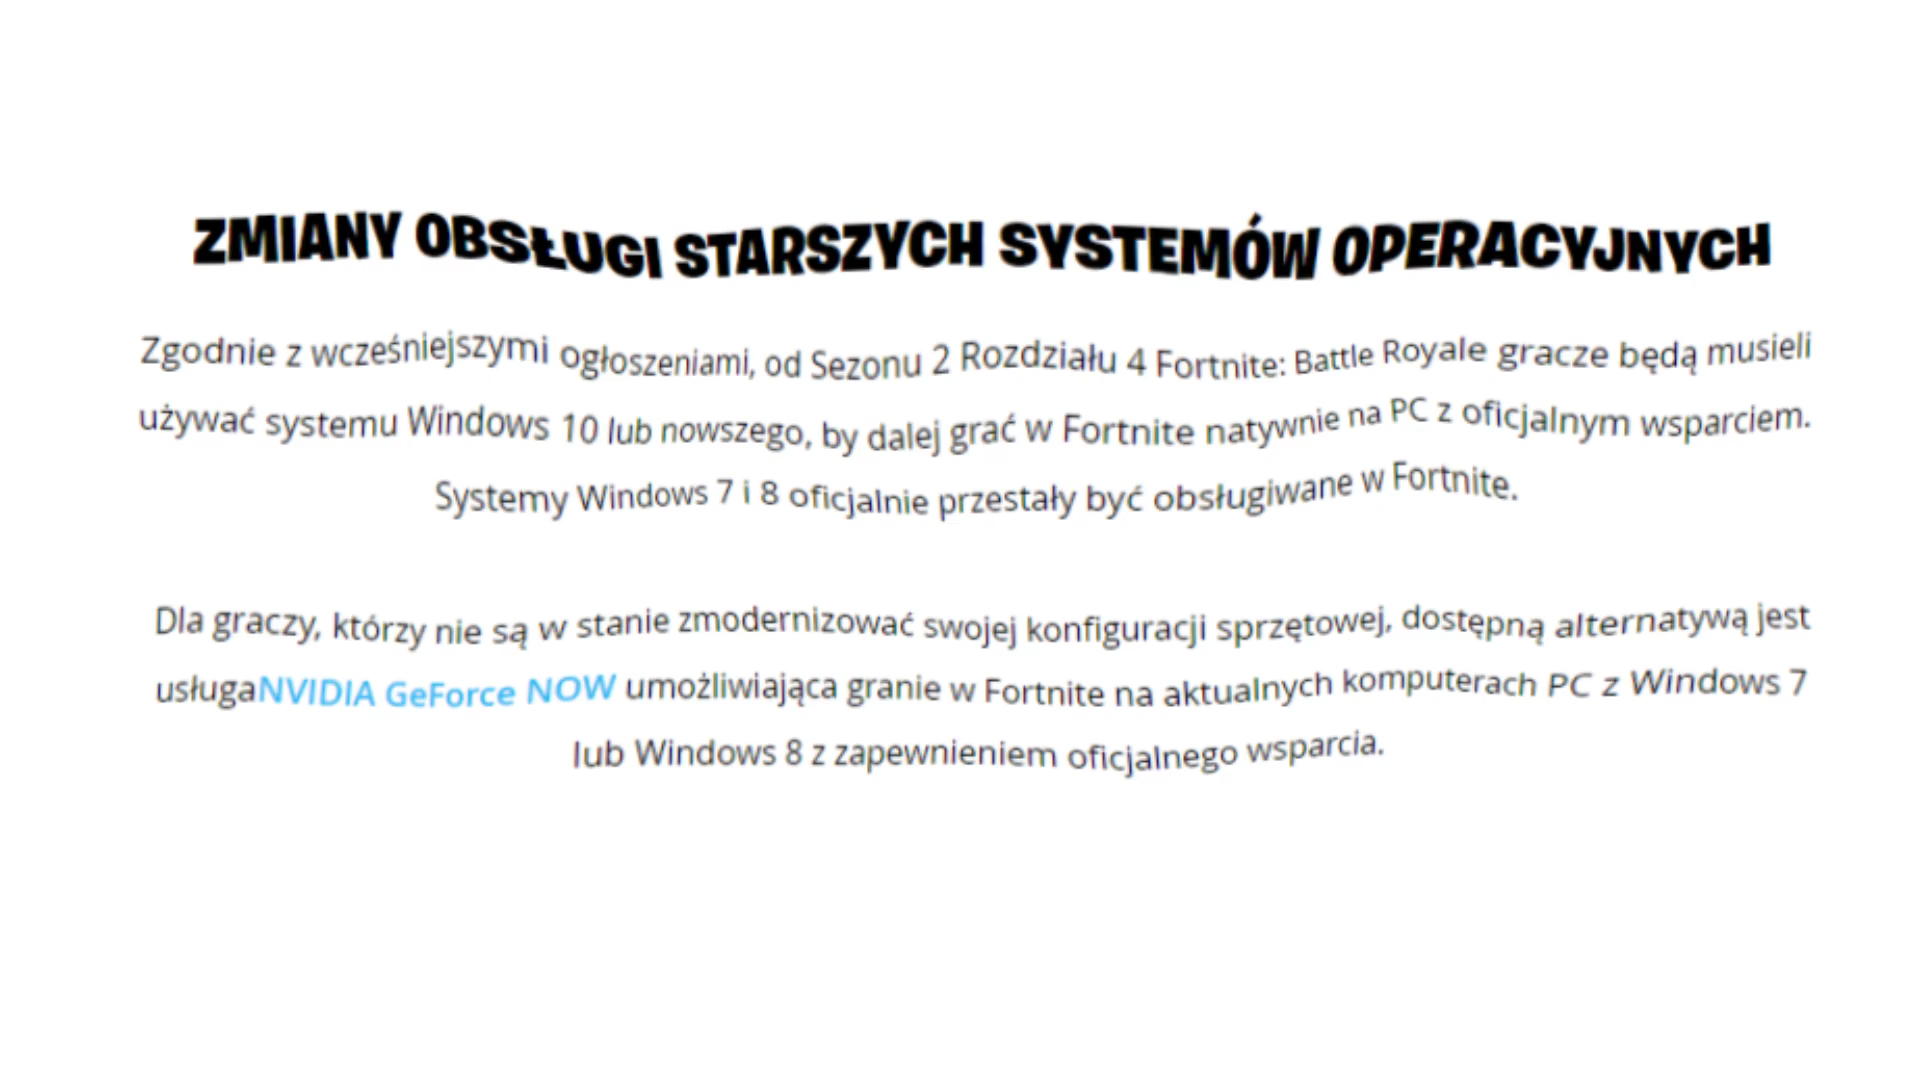 ZMIANY OBSŁUGI STARSZYCH SYSTEMÓW OPERACYJNYCH
Zgodnie z wcześniejszymi ogłoszeniami, od Sezonu 2 Rozdziału 4 Fortnite: Battle Royale gracze będą musieli
używać systemu Windows 10 lub nowszego, by dalej grać w Fortnite natywnie na PC z oficjalnym wsparciem.
Systemy Windows 7 i 8 oficjalnie przestały być obsługiwane w Fortnite.
Dla graczy, którzy nie są w stanie zmodernizować swojej konfiguracji sprzętowej, dostępną alternatywą jest
usługaNVIDIA GeForce NOW umożliwiająca granie w Fortnite na aktualnych komputerach PC z Windows 7
lub Windows 8 z zapewnieniem oficjalnego wsparcia.